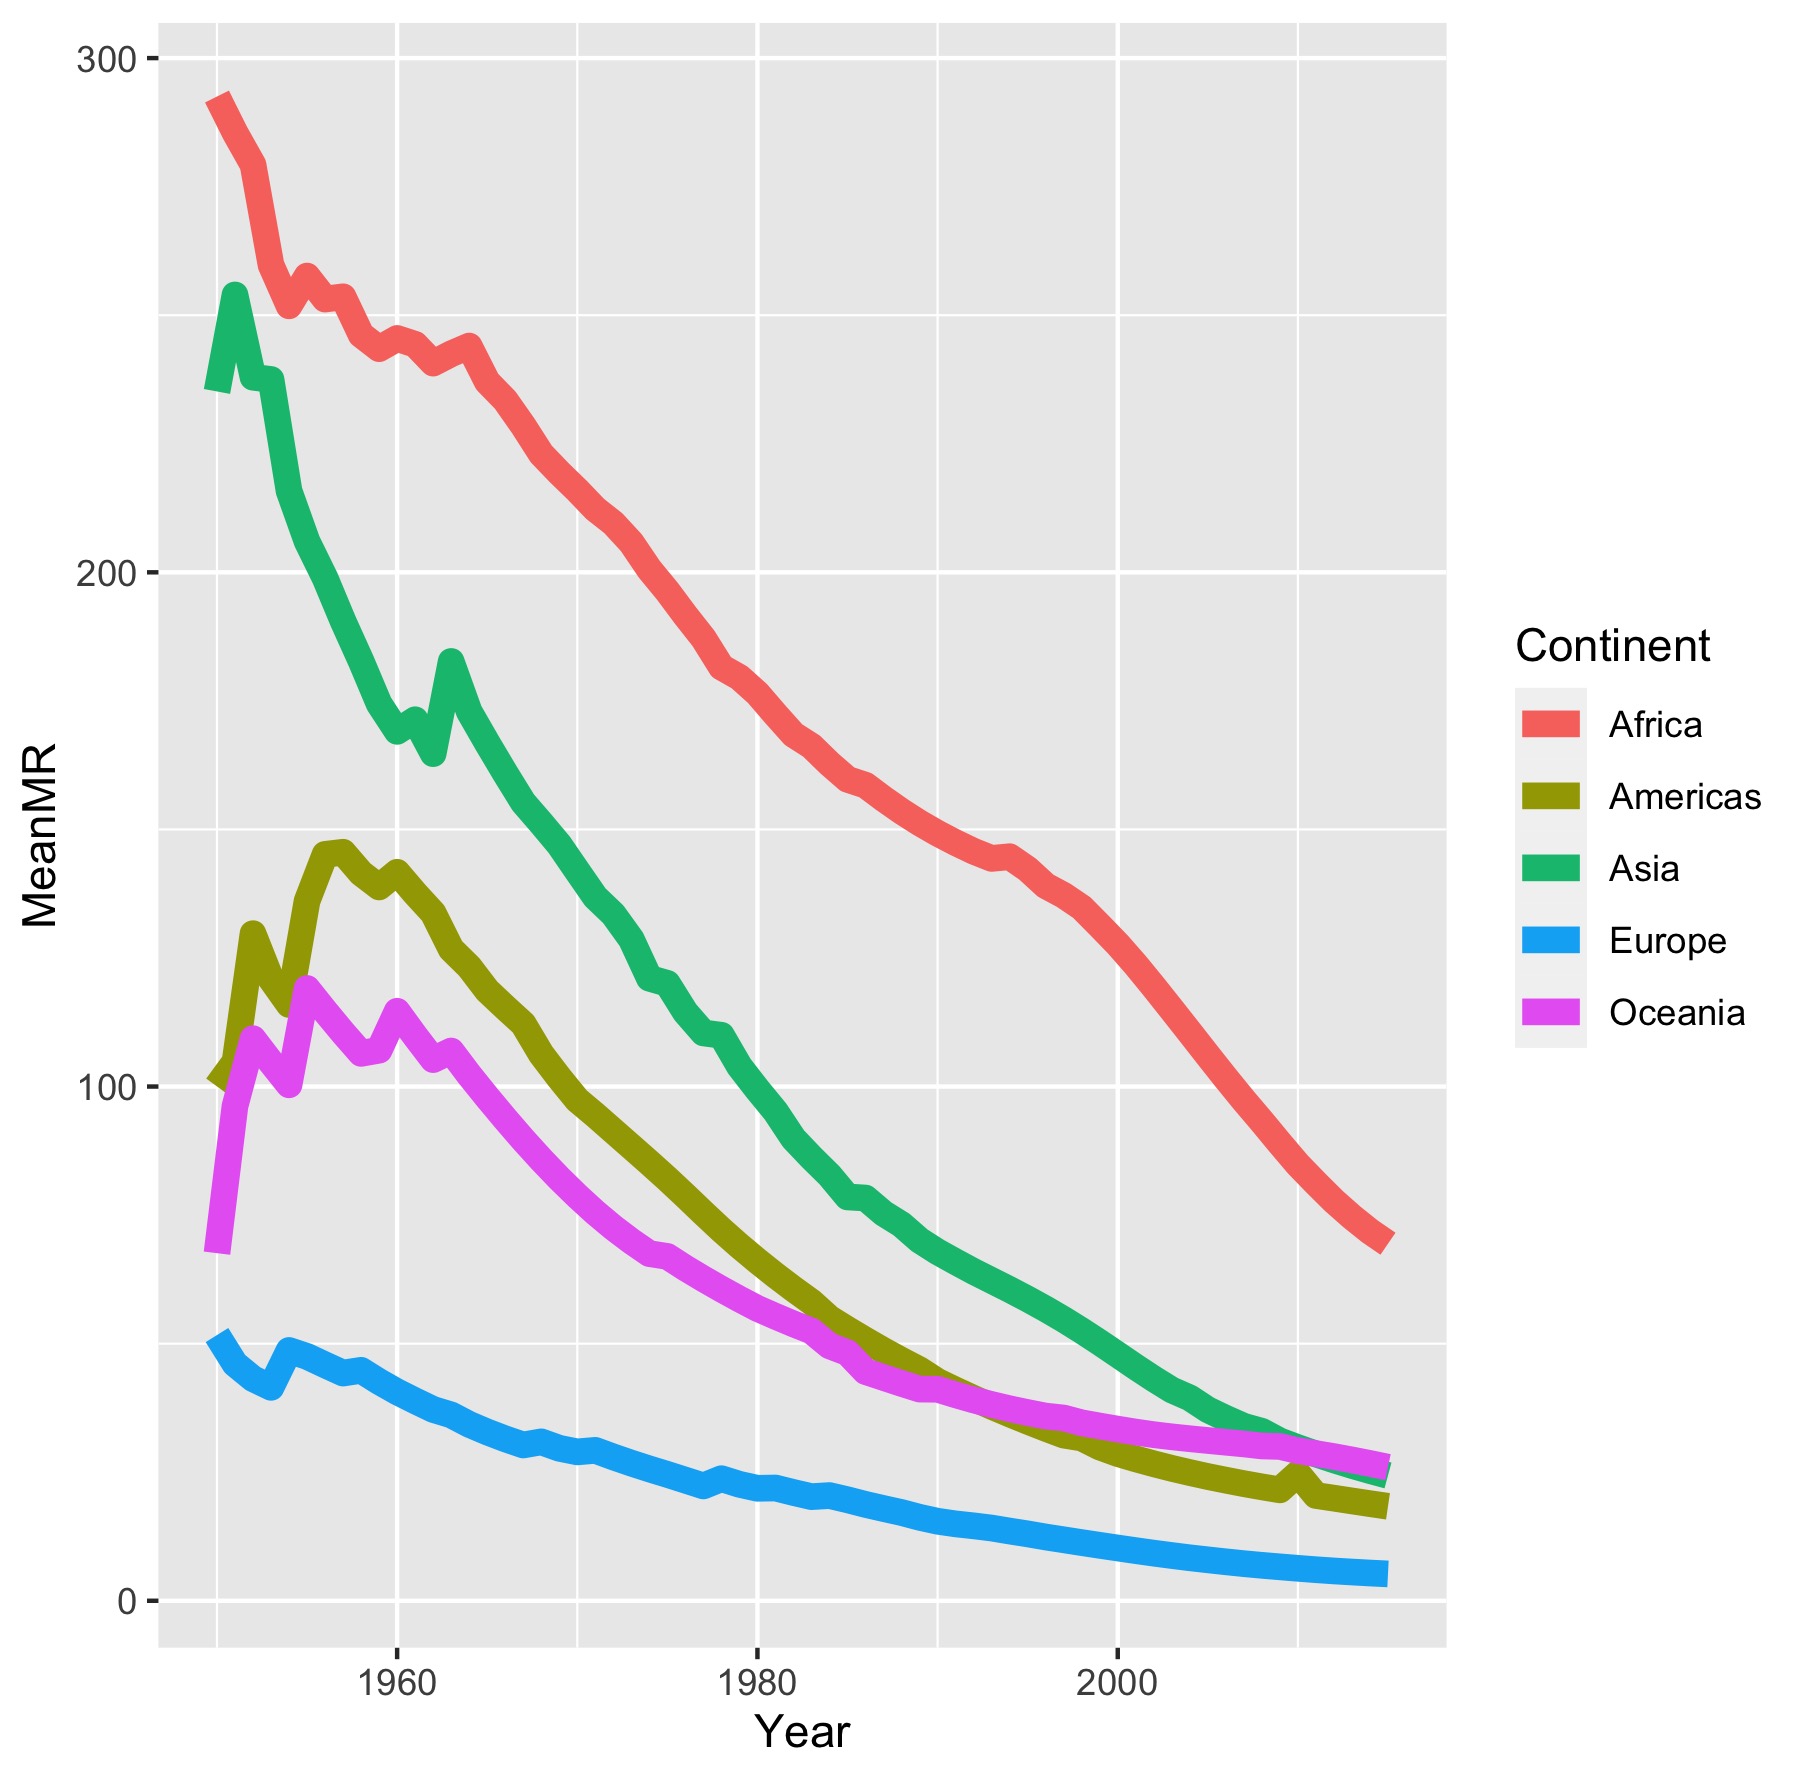 300
200
100
0
MeanMR
1960 1980 2000
Year
Continent
Africa
Americas
Asia
Europe
Oceania